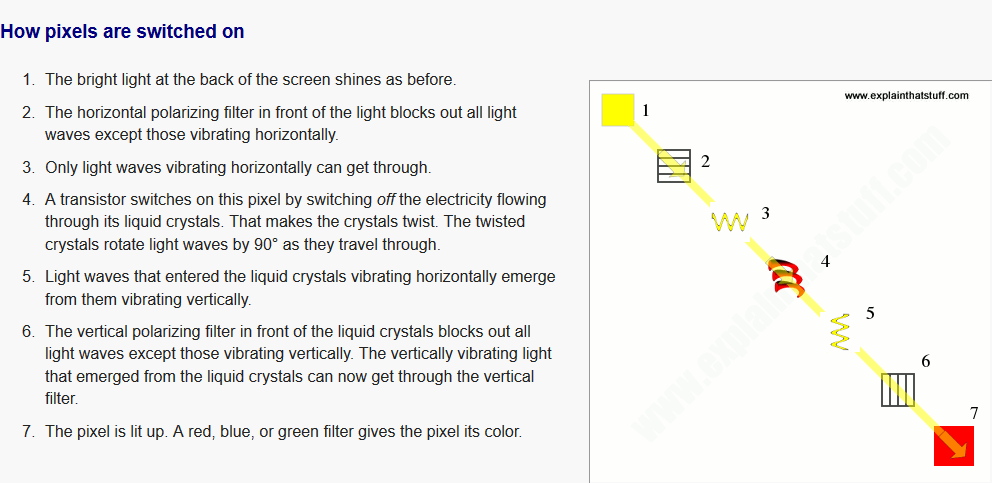 How pixels are switched on
1. The bright light at the back of the screen shines as before.
2. The horizontal polarizing filter in front of the light blocks out all light
waves except those vibrating horizontally.
3. Only light waves vibrating horizontally can get through.
4. A transistor switches on this pixel by switching off the electricity flowing
through its liquid crystals. That makes the crystals twist. The twisted
crystals rotate light waves by 90° as they travel through.
5. Light waves that entered the liquid crystals vibrating horizontally emerge
from them vibrating vertically.
6. The vertical polarizing filter in front of the liquid crystals blocks out all
light waves except those vibrating vertically. The vertically vibrating light
that emerged from the liquid crystals can now get through the vertical
filter.
7. The pixel is lit up. A red, blue, or green filter gives the pixel its color.
www.explainthatstuff.com
1
2
3
4
5
6
7
www.explainthatstuff.com